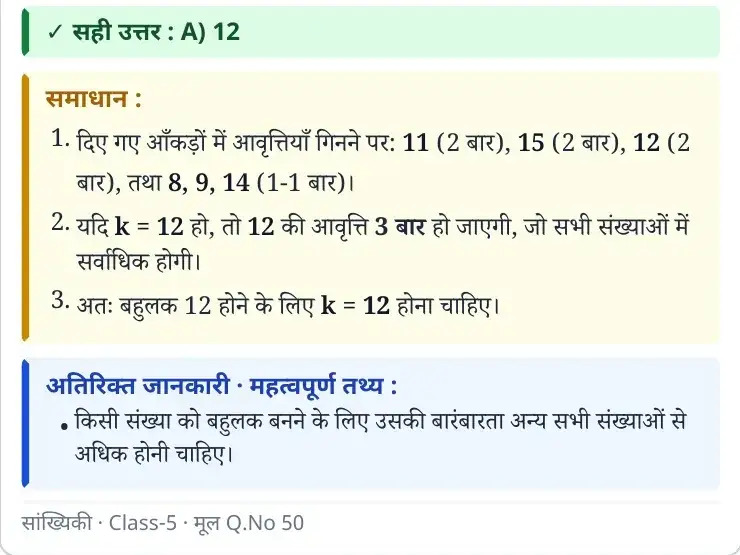 ✓ सही उत्तर : A) 12
समाधान :
1. दिए गए आँकड़ों में आवृत्तियाँ गिनने पर: 11 (2 बार), 15 (2 बार), 12 (2
बार), तथा 8, 9, 14 (1-1 बार)।
2. यदि k = 12 हो, तो 12 की आवृत्ति 3 बार हो जाएगी, जो सभी संख्याओं में
सर्वाधिक होगी।
3. अतः बहुलक 12 होने के लिए k = 12 होना चाहिए।
अतिरिक्त जानकारी · महत्वपूर्ण तथ्य :
• किसी संख्या को बहुलक बनने के लिए उसकी बारंबारता अन्य सभी संख्याओं से
अधिक होनी चाहिए।
सांख्यिकी · Class-5 · मूल Q.No 50